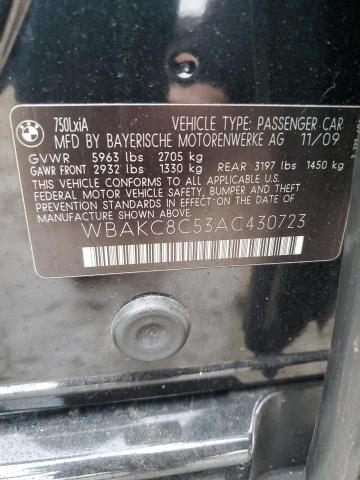 BMW
750LxiA VEHICLE TYPE: PASSENGER CAR
MFD BY BAYERISCHE MOTORENWERKE AG 11/09
GVWR 5963 lbs 2705 kg
GAWR FRONT 2932 lbs 1330 kg REAR 3197 lbs 1450 kg
THIS VEHICLE CONFORMS TO ALL APPLICABLE U.S.
FEDERAL MOTOR VEHICLE SAFETY, BUMPER AND THEFT
PREVENTION STANDARDS IN EFFECT ON THE DATE OF
MANUFACTURE SHOWN ABOVE.
WBAKC8C53AC430723